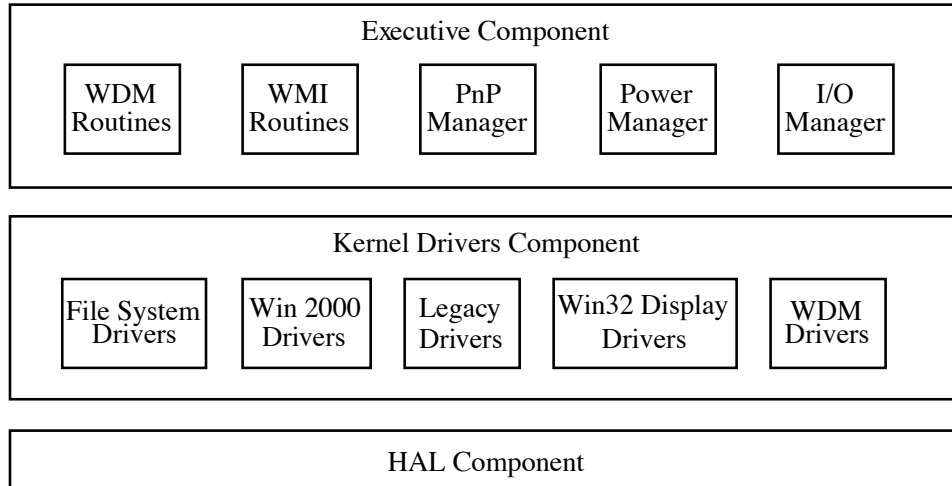 Executive Component
WDM
Routines
WMI
Routines
PnP
Manager
Power
Manager
I/O
Manager
Kernel Drivers Component
File System
Drivers
Win 2000
Drivers
Legacy
Drivers
Win32 Display
Drivers
WDM
Drivers
HAL Component